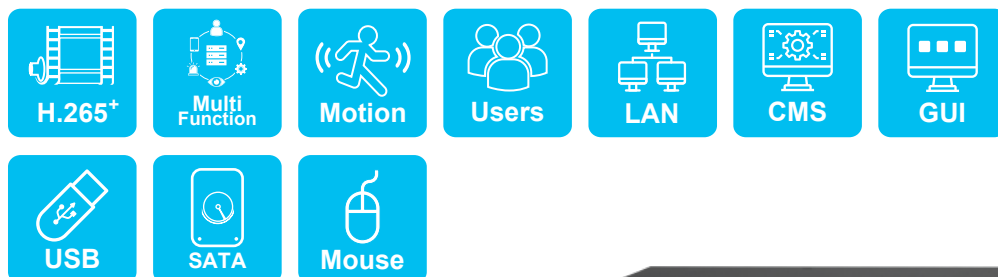 H.265+
Multi
Function
Motion
Users
LAN
CMS
GUI
USB
SATA
Mouse